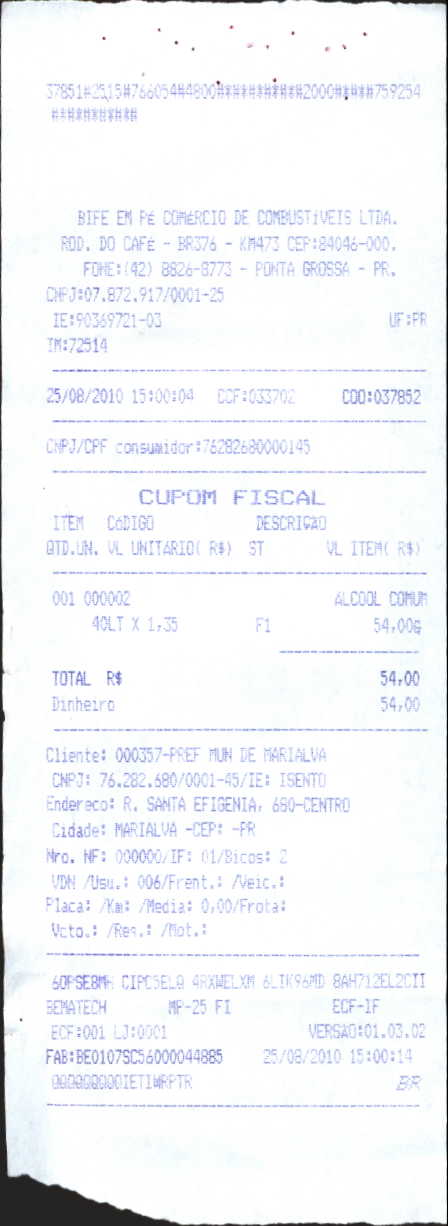 37851#2515#766054#4800##########2000#####759254
##########
BIFE EM Pé COMéRCIO DE COMBUSTíVEIS LTDA.
ROD. DO CAFé - BR376 - KM473 CEP:84046-000.
FONE:(42) 8826-8773 - PONTA GROSSA - PR.
CNPJ:07.872.917/0001-25
IE:90369721-03 UF:PR
IM:72514
25/08/2010 15:00:04 CCF:033702 COO:037852
CNPJ/CPF consumidor:76282680000145
CUPOM FISCAL
ITEM CóDIGO DESCRIÇãO
QTD.UN. VL UNITÁRIO( R$) ST VL ITEM( R$)
001 000002 áLCOOL COMUM
40LT X 1,35 F1 54,00G
TOTAL R$ 54,00
Dinheiro 54,00
Cliente: 000357-PREF MUN DE MARIALVA
CNPJ: 76.282.680/0001-45/IE: ISENTO
Endereco: R. SANTA EFIGENIA, 680-CENTRO
Cidade: MARIALVA -CEP: -PR
Nro. NF: 000000/IF: 01/Bicos: 2
VDN /Usu.: 006/Frent.: /Veic.:
Placa: /Km: /Media: 0,00/Frota:
Vcto.: /Res.: /Mot.:
4RXWELXM 6LIK96MD 8AH712EL2CII
BEMATECH MP-25 FI ECF-IF
ECF:001 LJ:0001 VERSãO:01.03.02
FAB:BE0107SC56000044885 25/08/2010 15:00:14
BR